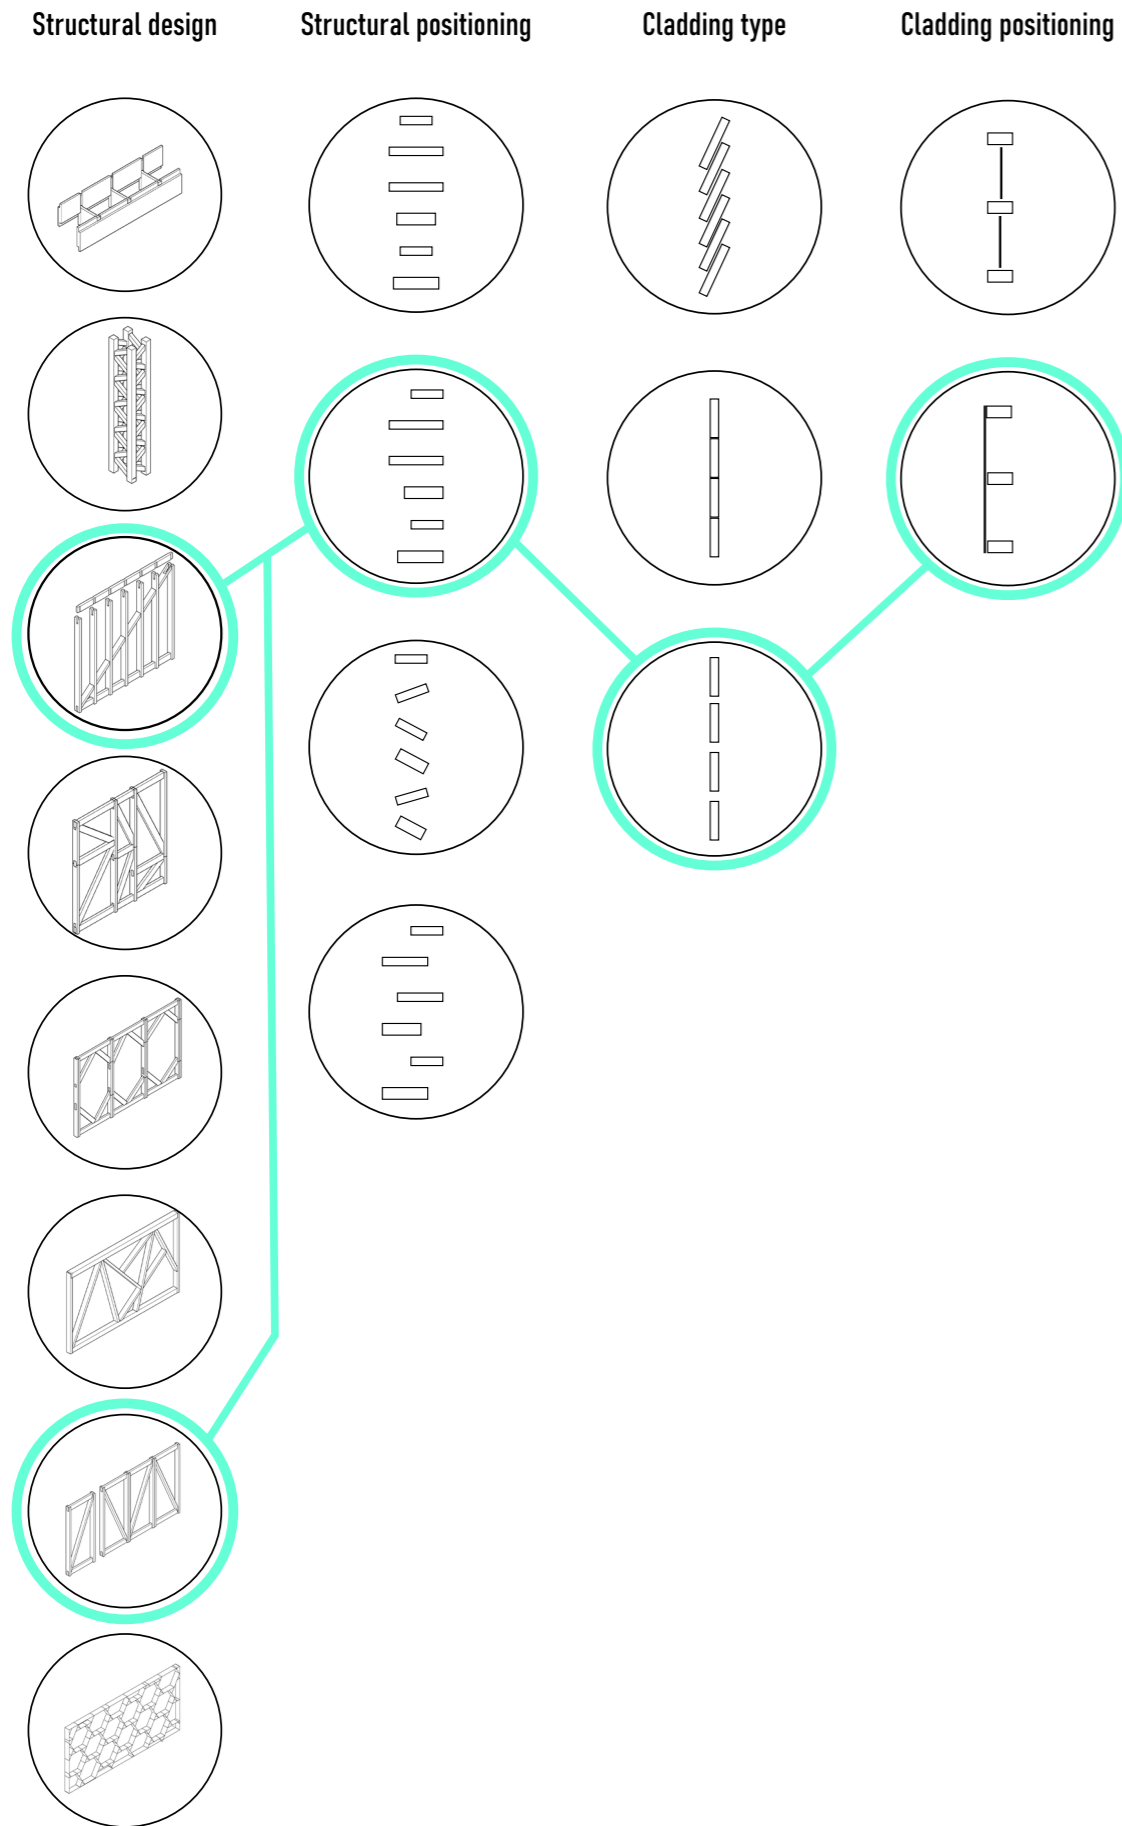 Structural design
Structural positioning
Cladding type
Cladding positioning